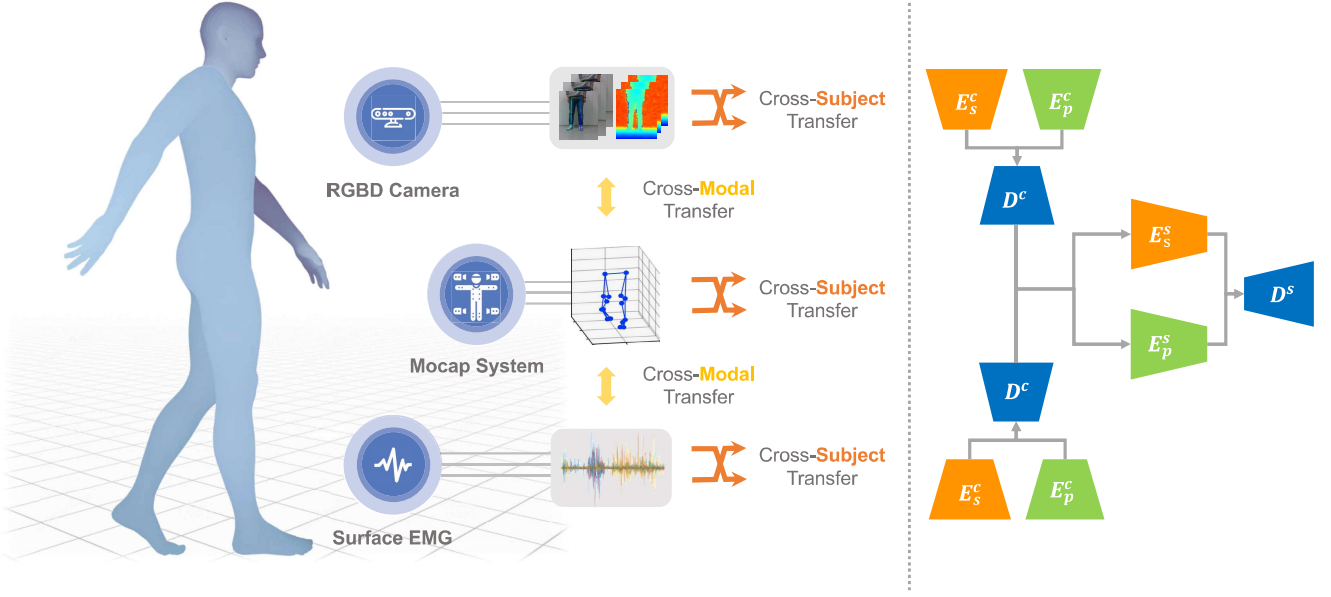 Cross-Subject
Transfer
RGBD Camera
Cross-Modal
Transfer
Cross-Subject
Transfer
Mocap System
Cross-Modal
Transfer
Cross-Subject
Transfer
Surface EMG
E_s^c
E_p^c
D^c
E_s^s
D^s
E_p^s
D^c
E_s^c
E_p^c